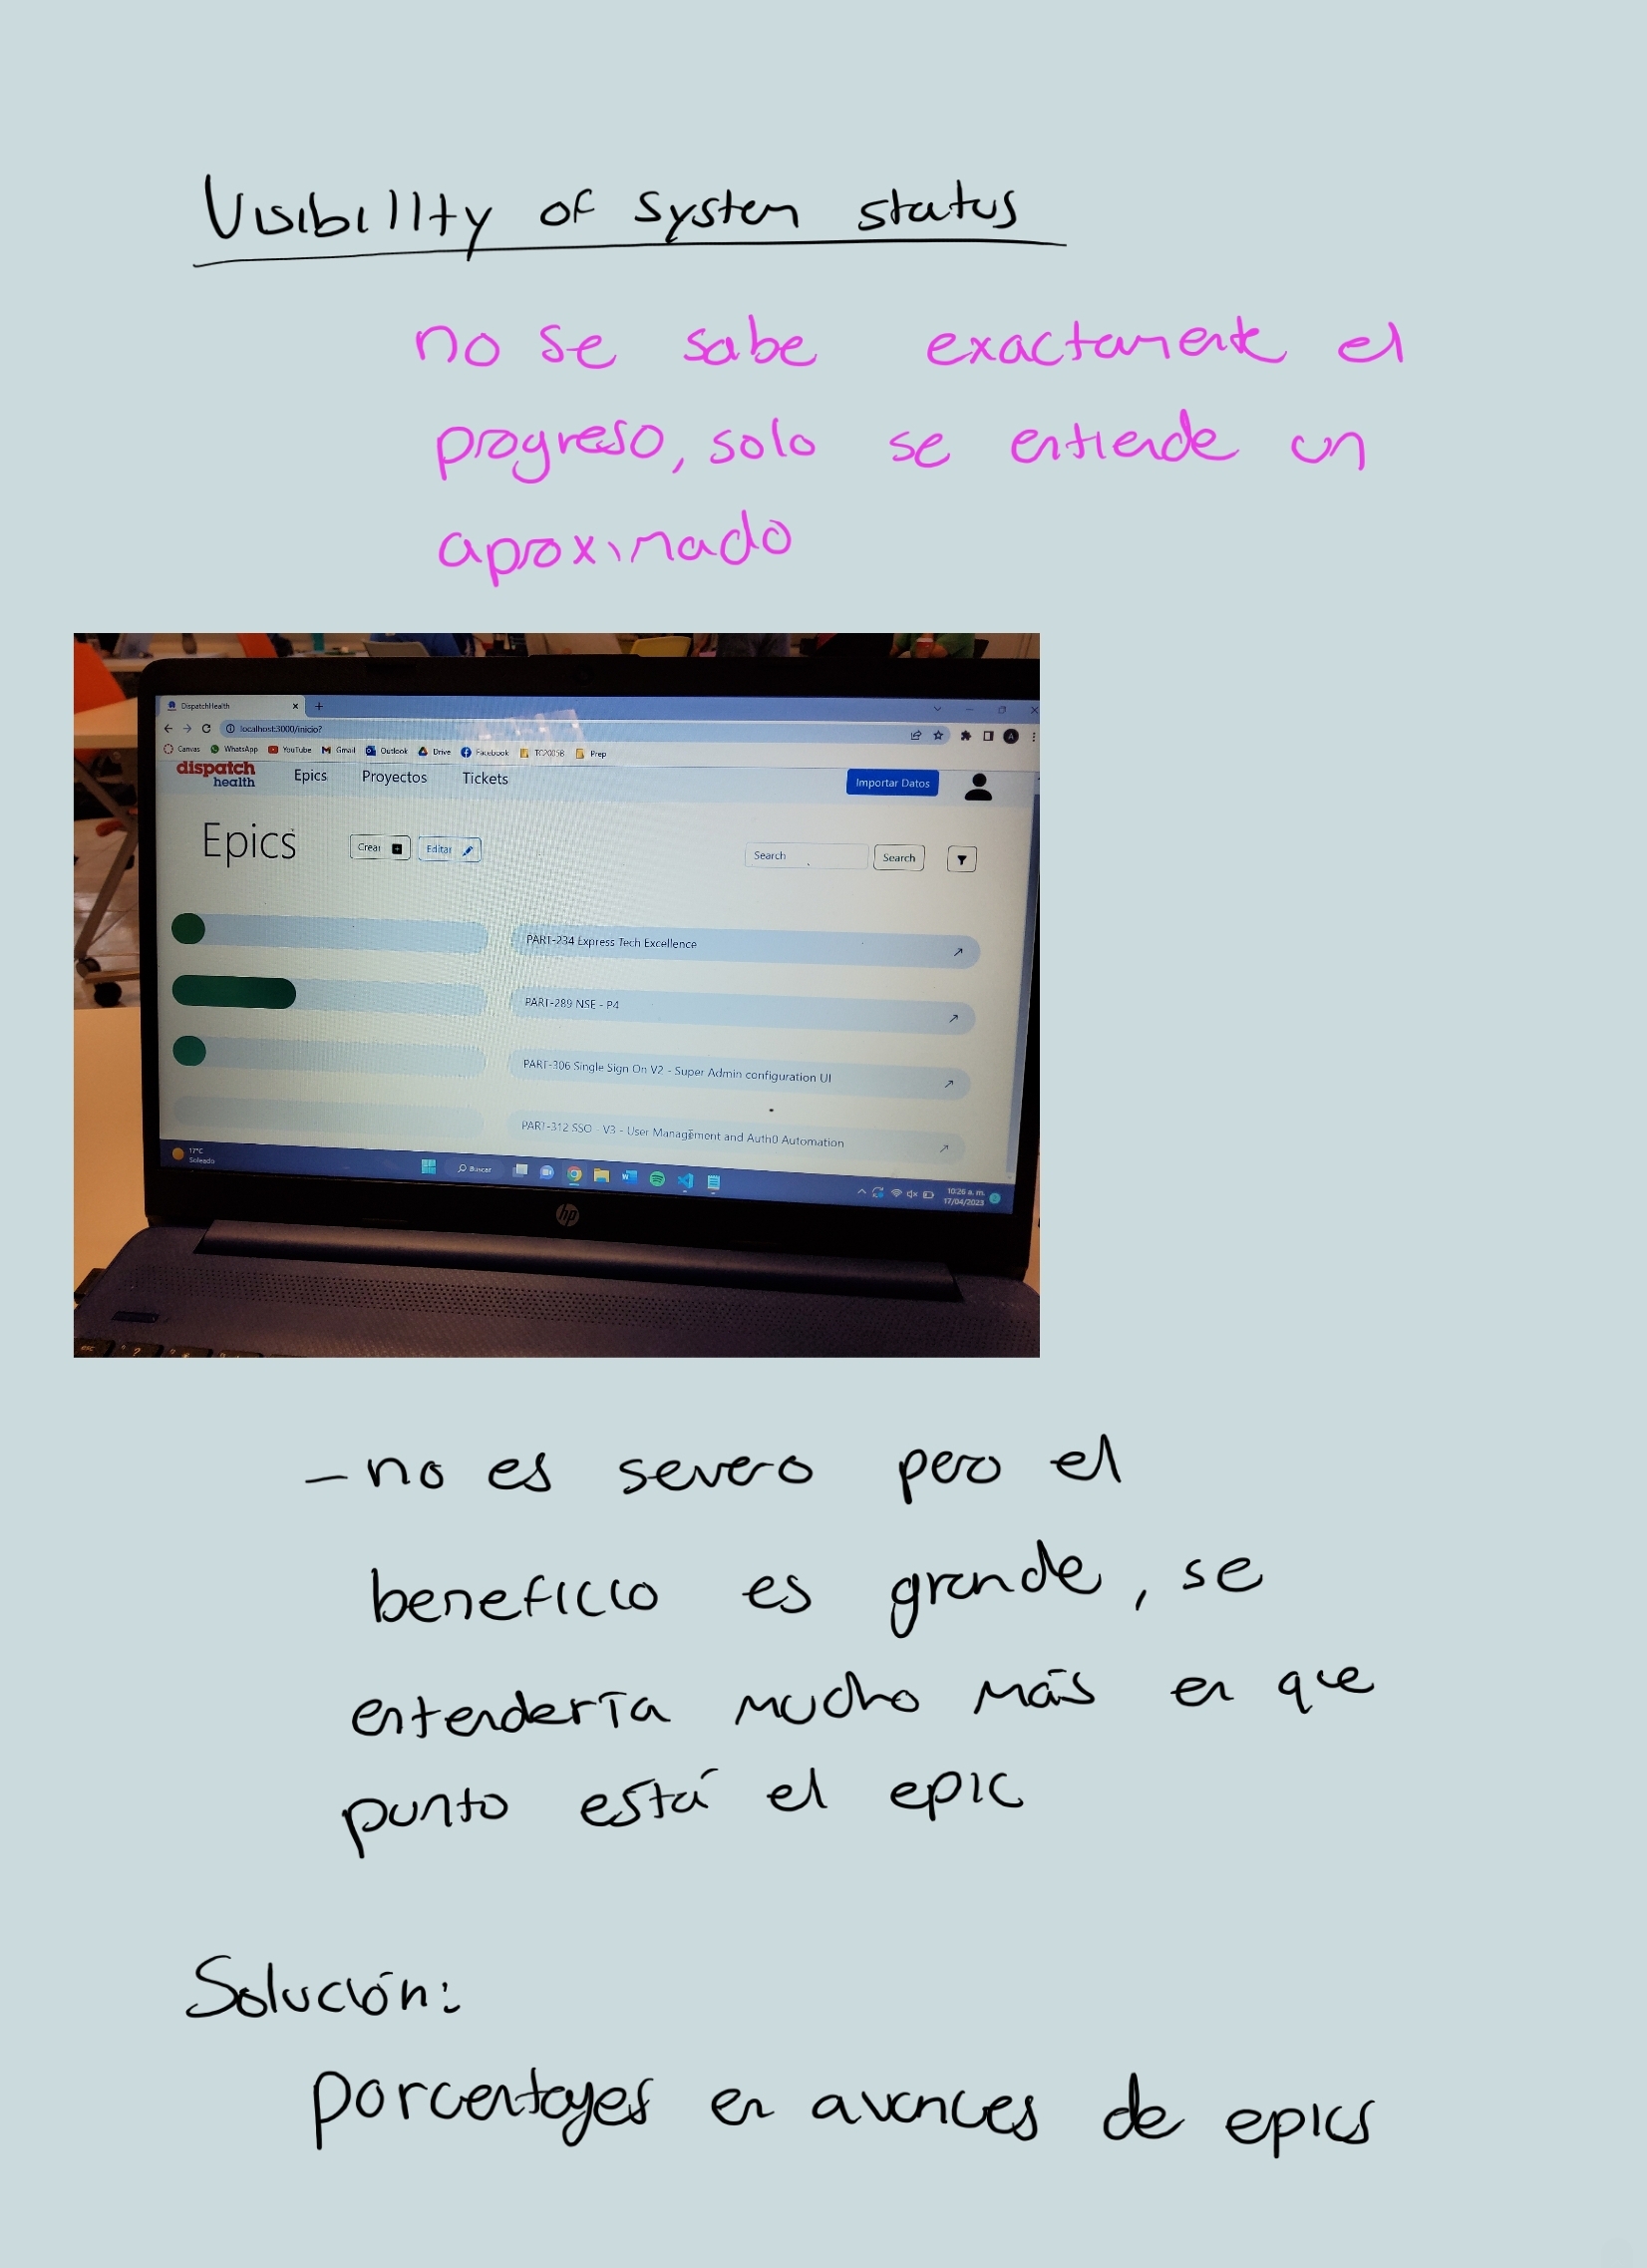 Visibility of system status
no se sabe exactamente el
progreso, solo se entiende un
aproximado
DispatchHealth
localhost:3000/inicio?
Canvas WhatsApp YouTube Gmail Outlook Drive Facebook TC2005B Prep
dispatch
health
Epics Proyectos Tickets Importar Datos
Epics Crear Editar Search Search
PART-234 Express Tech Excellence
PART-289 NSE - P4
PART-306 Single Sign On V2 - Super Admin configuration UI
PART-312 SSO - V3 - User Management and Auth0 Automation
17°C
Soleado
Buscar
10:26 a. m.
17/04/2023
hp
esc
- no es severo pero el
beneficio es grande, se
entendería mucho más en que
punto está el epic
Solución:
porcentajes en avances de epics